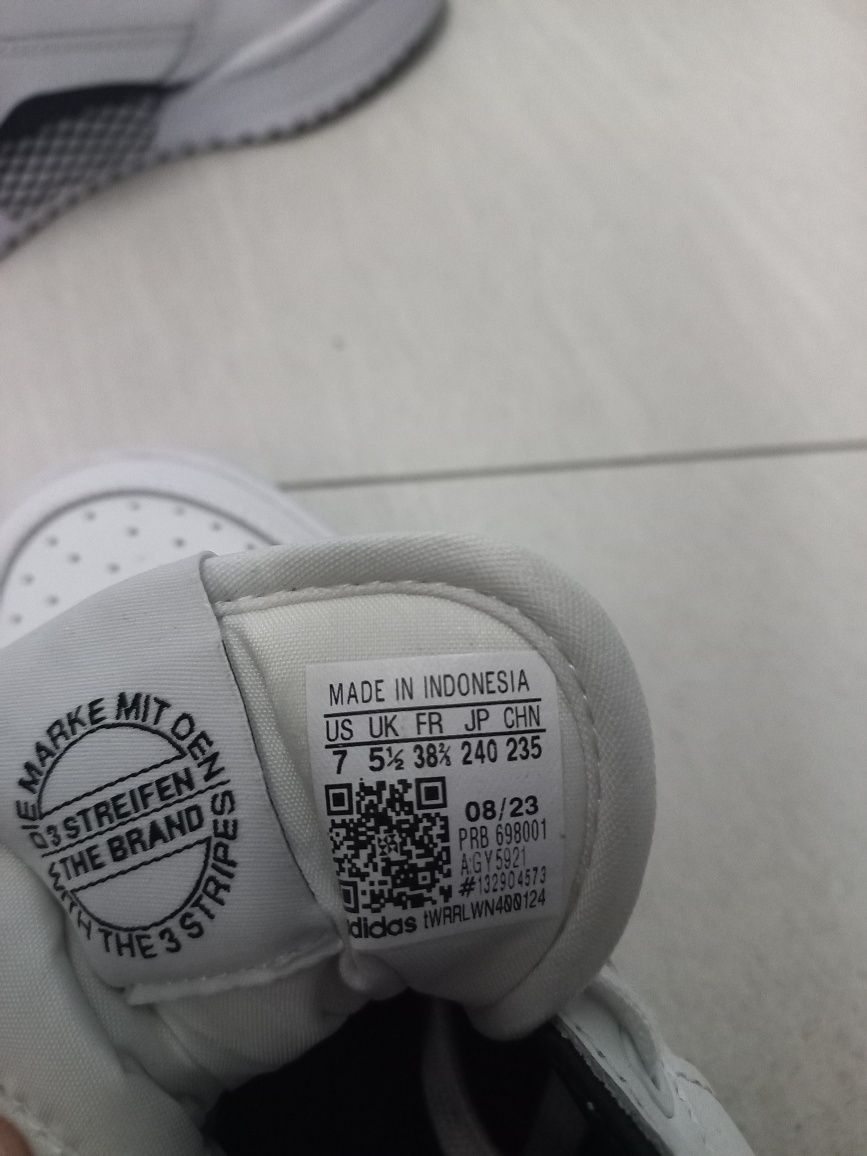 DIE MARKE MIT DEN
3 STREIFEN
THE BRAND
WITH THE 3 STRIPES
MADE IN INDONESIA
US UK FR JP CHN
7 5½ 38⅔ 240 235
08/23
PRB 698001
A:GY5921
#132904573
adidas tWRRLWN400124